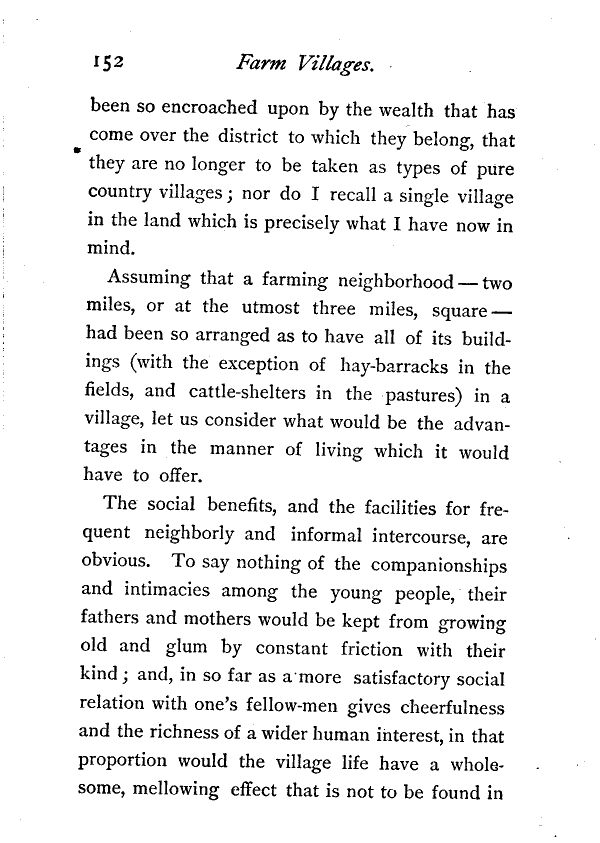 152 Farm Villages.
been so encroached upon by the wealth that has
come over the district to which they belong, that
they are no longer to be taken as types of pure
country villages; nor do I recall a single village
in the land which is precisely what I have now in
mind.
Assuming that a farming neighborhood — two
miles, or at the utmost three miles, square —
had been so arranged as to have all of its build-
ings (with the exception of hay-barracks in the
fields, and cattle-shelters in the pastures) in a
village, let us consider what would be the advan-
tages in the manner of living which it would
have to offer.
The social benefits, and the facilities for fre-
quent neighborly and informal intercourse, are
obvious. To say nothing of the companionships
and intimacies among the young people, their
fathers and mothers would be kept from growing
old and glum by constant friction with their
kind; and, in so far as a more satisfactory social
relation with one's fellow-men gives cheerfulness
and the richness of a wider human interest, in that
proportion would the village life have a whole-
some, mellowing effect that is not to be found in